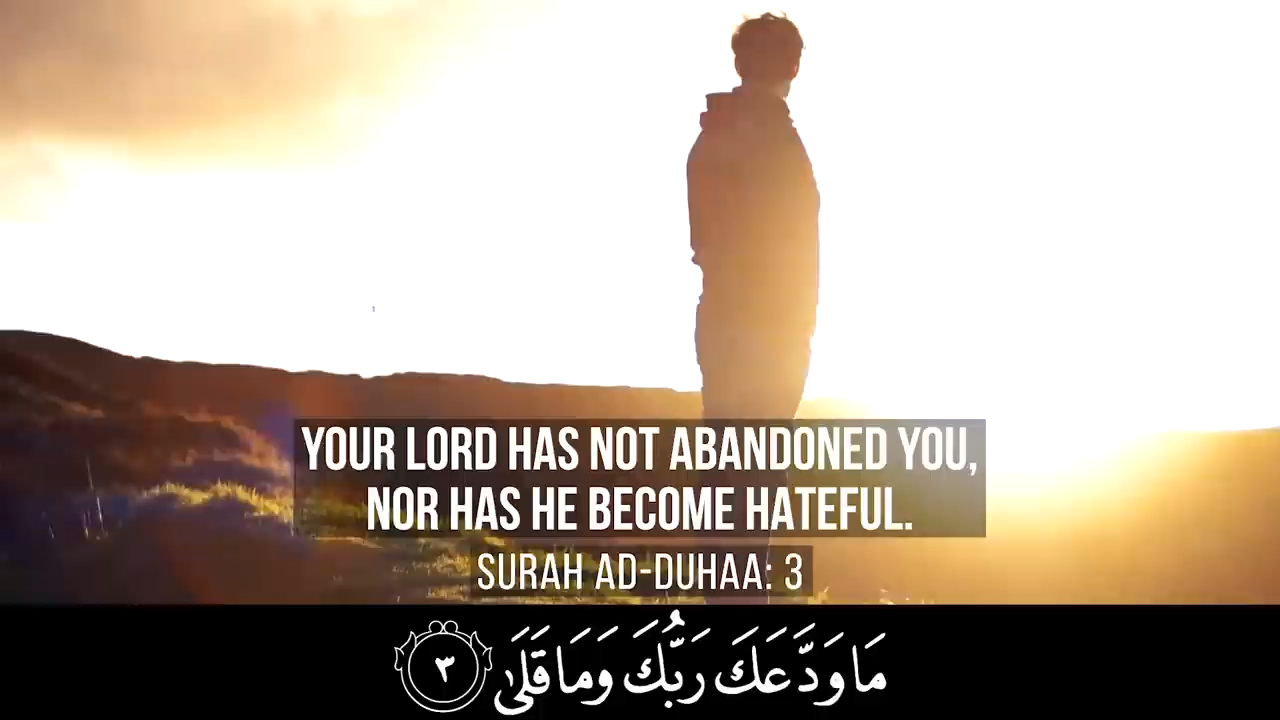 YOUR LORD HAS NOT ABANDONED YOU,
NOR HAS HE BECOME HATEFUL.
SURAH AD-DUHAA: 3
مَا وَدَّعَكَ رَبُّكَ وَمَا قَلَىٰ ٣